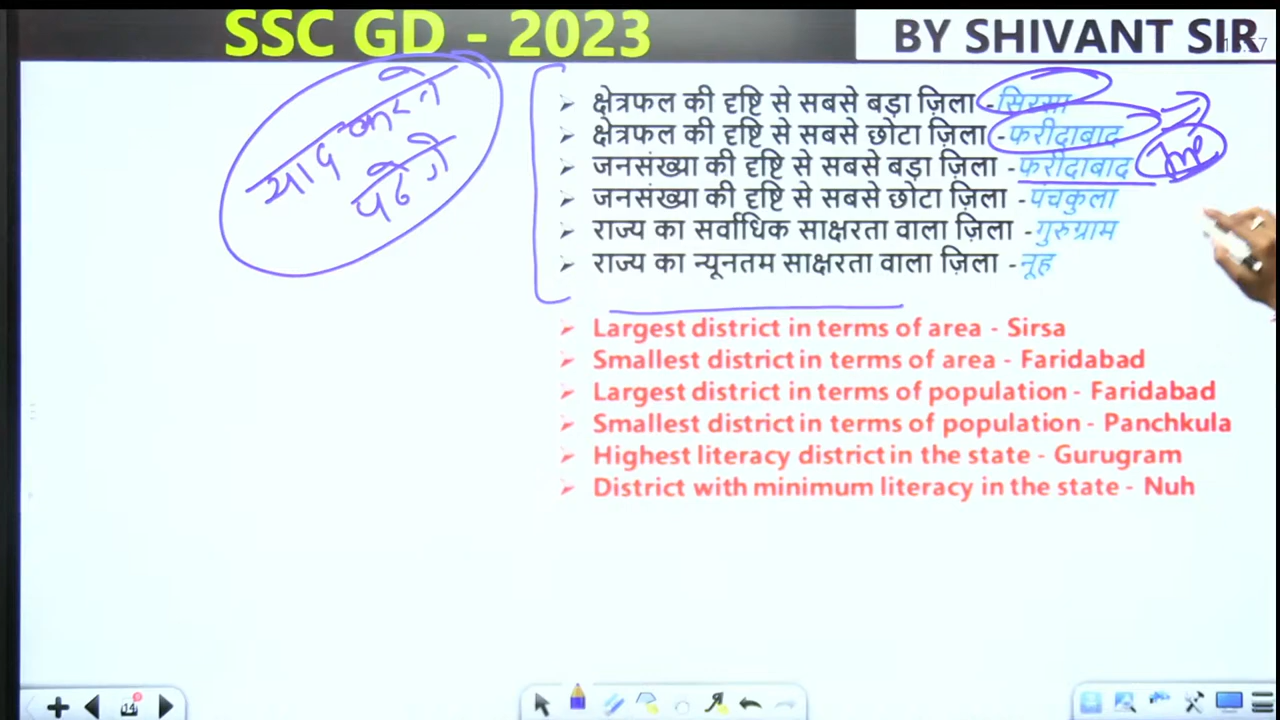 SSC GD - 2023
BY SHIVANT SIR
याद करने
पढेगे
क्षेत्रफल की दृष्टि से सबसे बड़ा ज़िला -सिरसा
क्षेत्रफल की दृष्टि से सबसे छोटा ज़िला -फरीदाबाद
जनसंख्या की दृष्टि से सबसे बड़ा ज़िला -फरीदाबाद
Imp
जनसंख्या की दृष्टि से सबसे छोटा ज़िला -पंचकुला
राज्य का सर्वाधिक साक्षरता वाला ज़िला -गुरुग्राम
राज्य का न्यूनतम साक्षरता वाला ज़िला -नूह
Largest district in terms of area - Sirsa
Smallest district in terms of area - Faridabad
Largest district in terms of population - Faridabad
Smallest district in terms of population - Panchkula
Highest literacy district in the state - Gurugram
District with minimum literacy in the state - Nuh
14